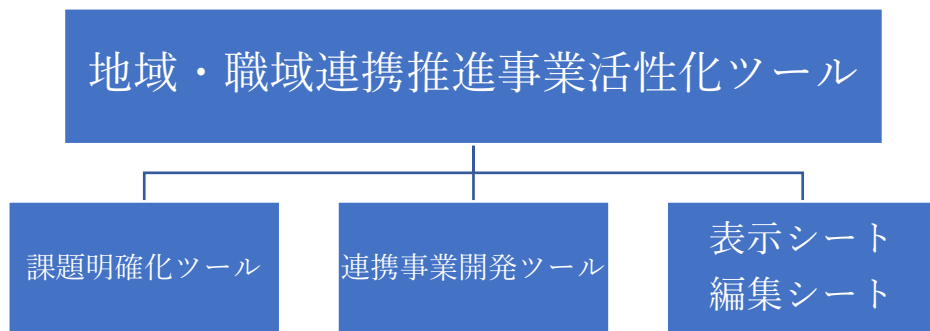 地域・職域連携推進事業活性化ツール
課題明確化ツール
連携事業開発ツール
表示シート
編集シート